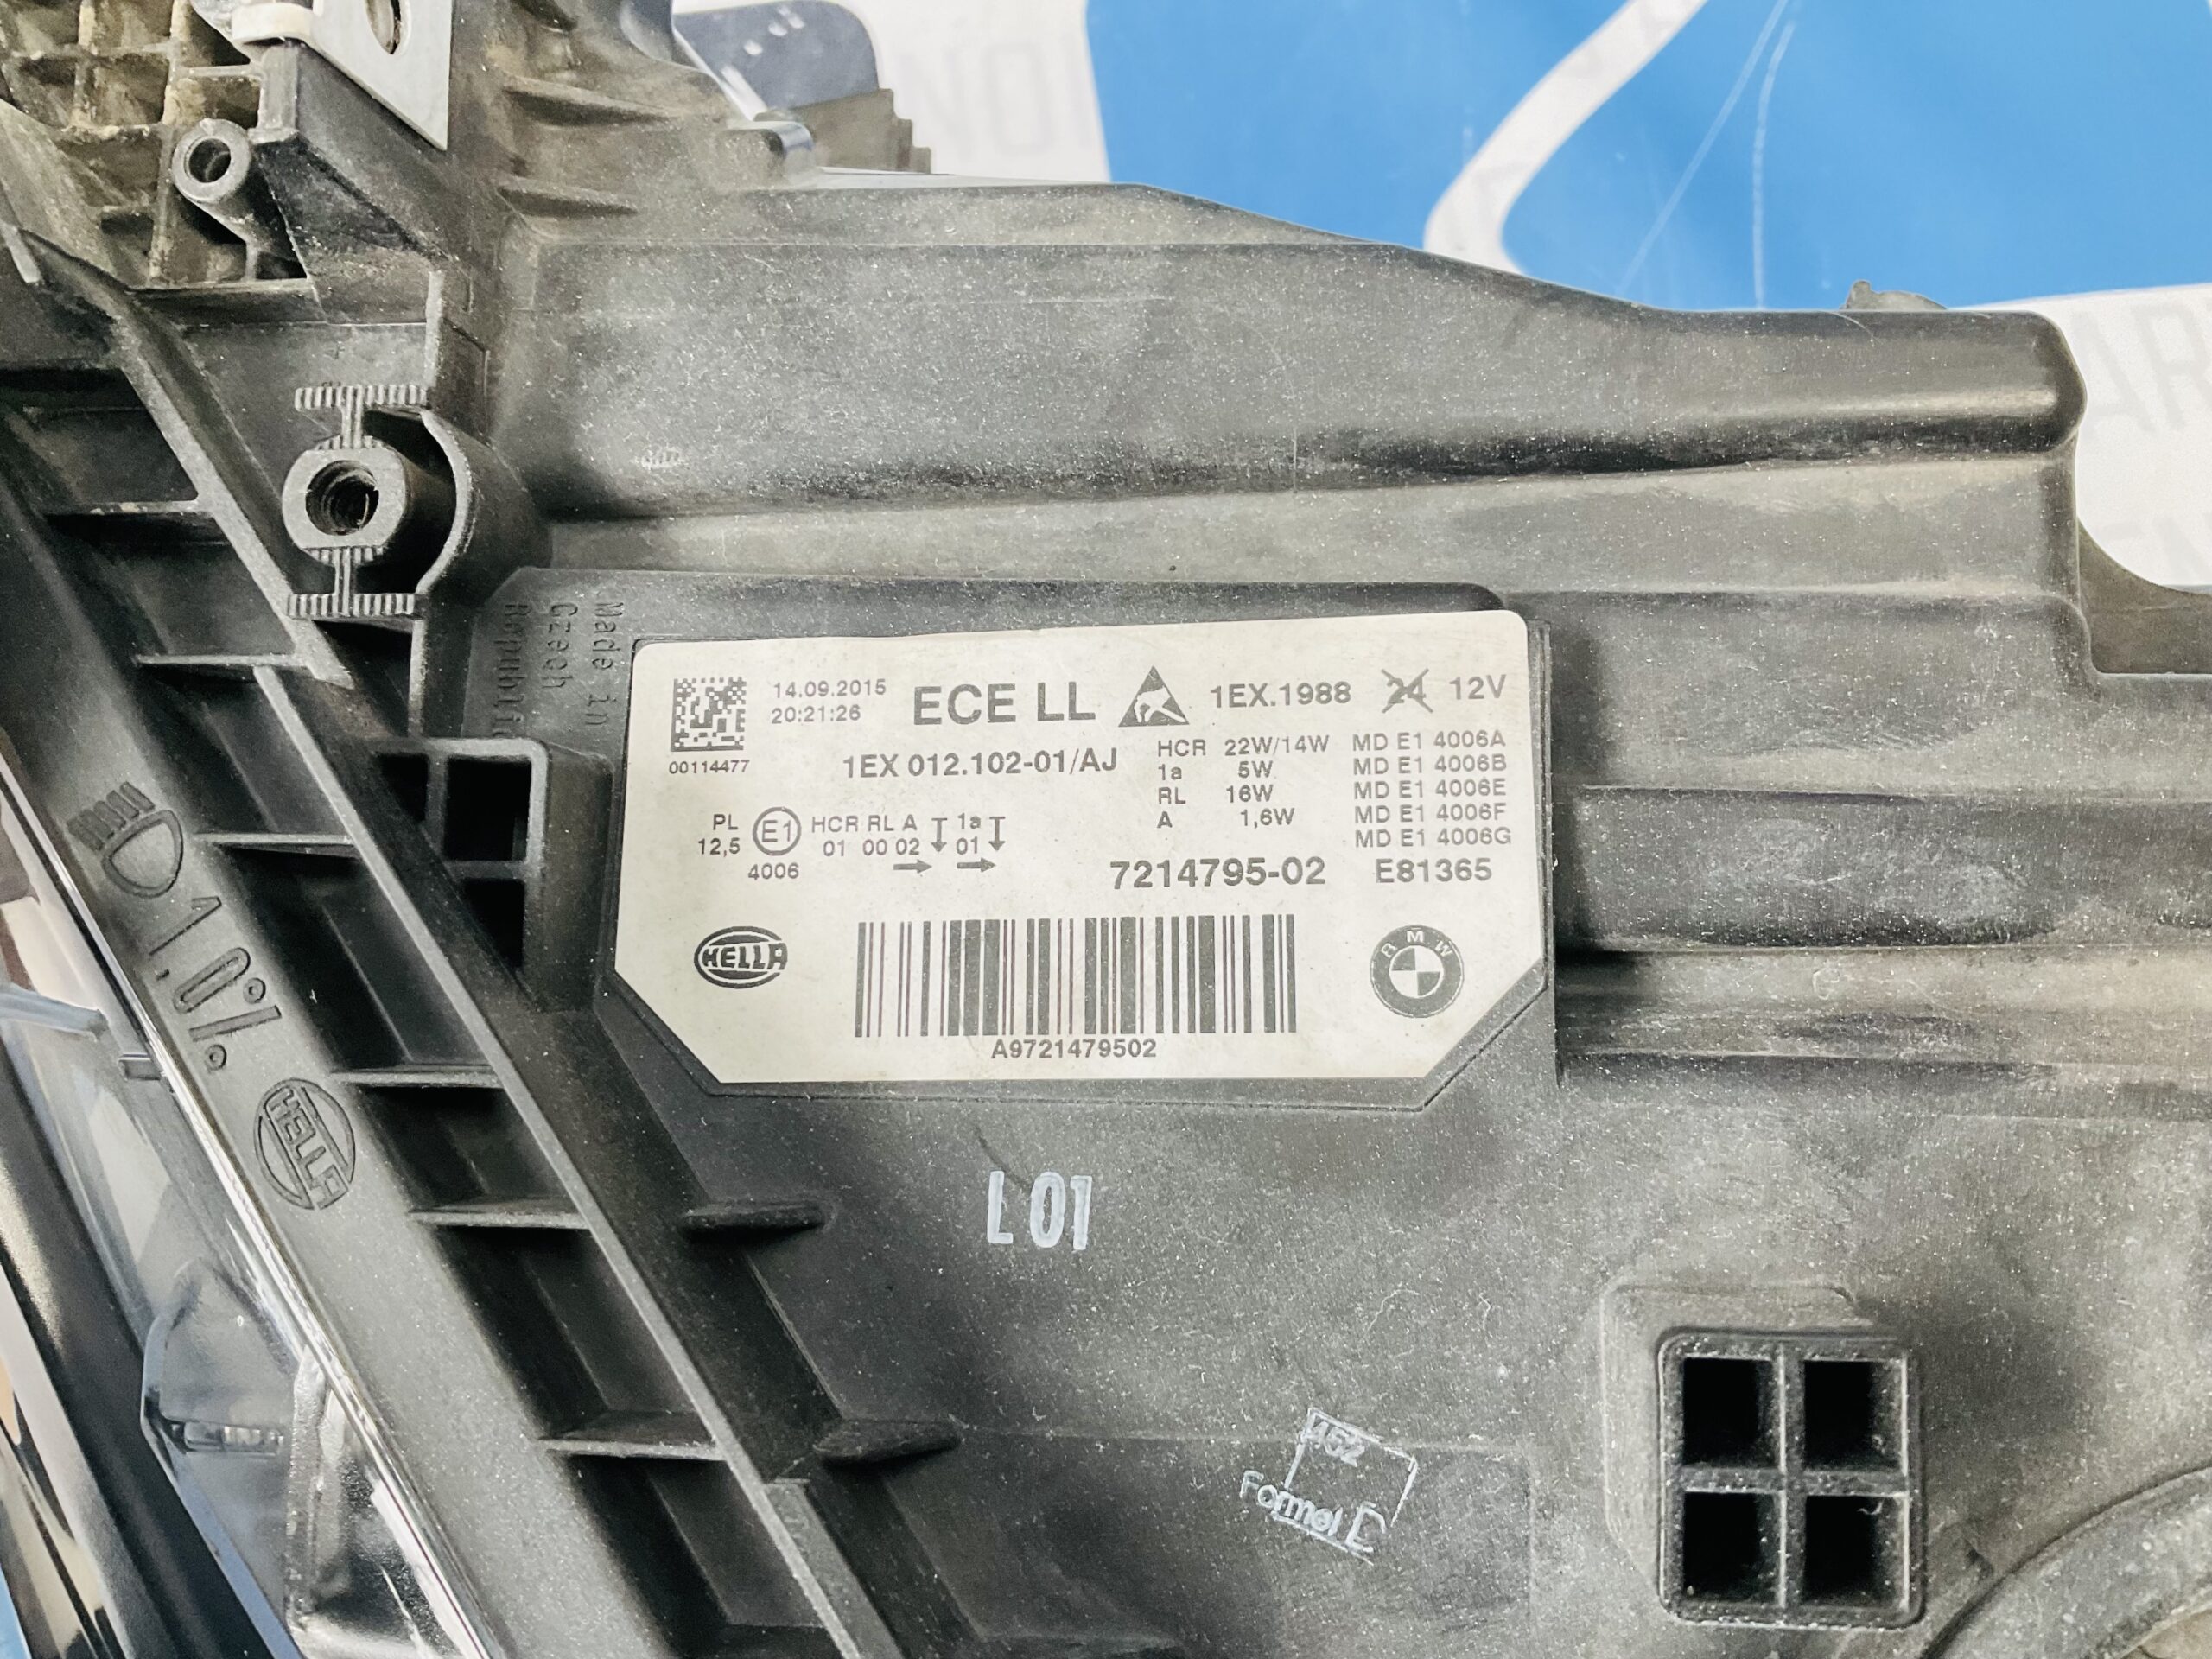 Made in
Czech
Republic
14.09.2015
20:21:26
ECE LL
1EX.1988
24 12V
00114477
1EX 012.102-01/AJ
HCR 22W/14W MD E1 4006A
1a 5W MD E1 4006B
RL 16W MD E1 4006E
A 1,6W MD E1 4006F
MD E1 4006G
PL E1 HCR RL A 1a
12,5 01 00 02 01
4006
7214795-02 E81365
HELLA
BMW
A9721479502
1.0%
HELLA
L 01
452
Formel E